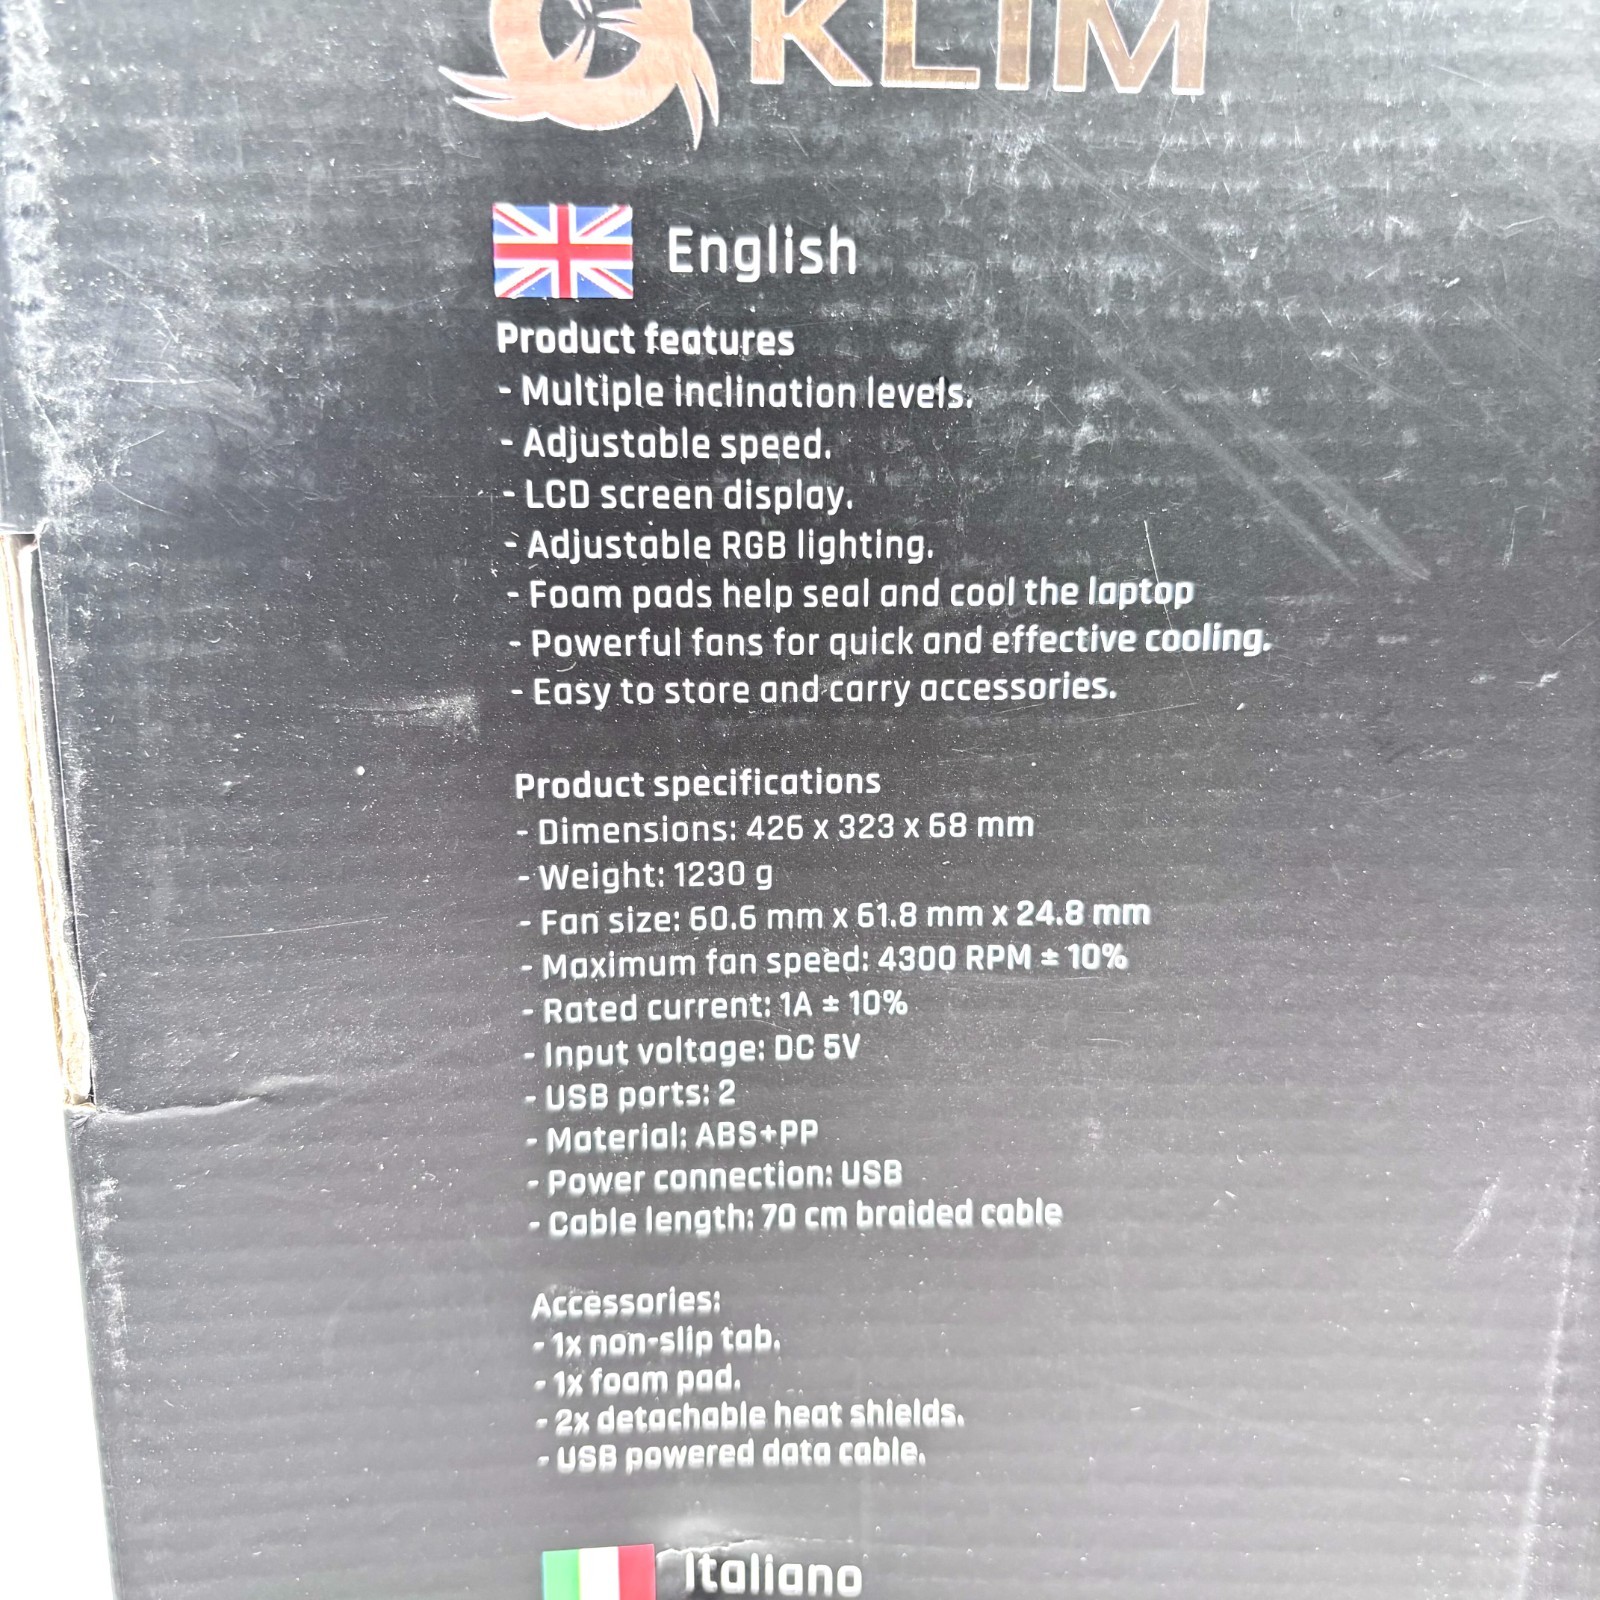 KLIM
English
Product features
- Multiple inclination levels.
- Adjustable speed.
- LCD screen display.
- Adjustable RGB lighting.
- Foam pads help seal and cool the laptop
- Powerful fans for quick and effective cooling.
- Easy to store and carry accessories.
Product specifications
- Dimensions: 426 x 323 x 68 mm
- Weight: 1230 g
- Fan size: 60.6 mm x 61.8 mm x 24.8 mm
- Maximum fan speed: 4300 RPM ± 10%
- Rated current: 1A ± 10%
- Input voltage: DC 5V
- USB ports: 2
- Material: ABS+PP
- Power connection: USB
- Cable length: 70 cm braided cable
Accessories:
- 1x non-slip tab.
- 1x foam pad.
- 2x detachable heat shields.
- USB powered data cable.
Italiano